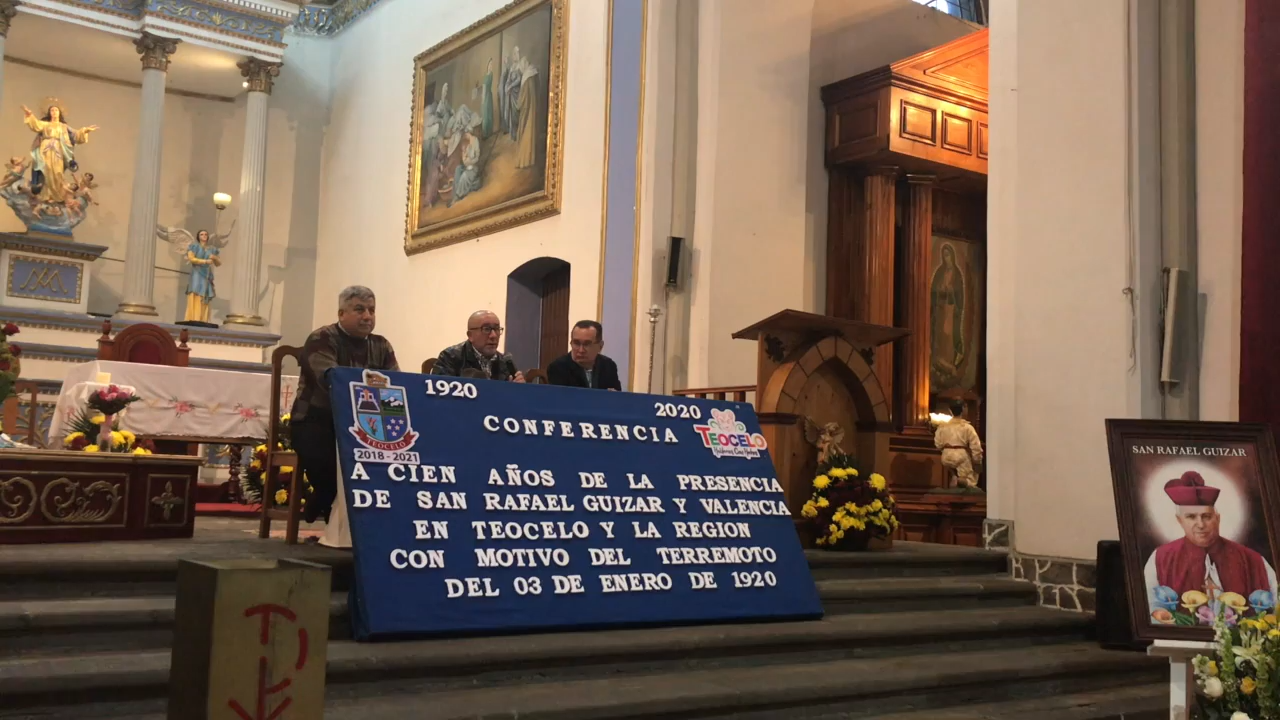 1920
2020
CONFERENCIA
TEOCELO
TEOCELO
2018-2021
A CIEN AÑOS DE LA PRESENCIA
DE SAN RAFAEL GUIZAR Y VALENCIA
EN TEOCELO Y LA REGION
CON MOTIVO DEL TERREMOTO
DEL 03 DE ENERO DE 1920
SAN RAFAEL GUIZAR